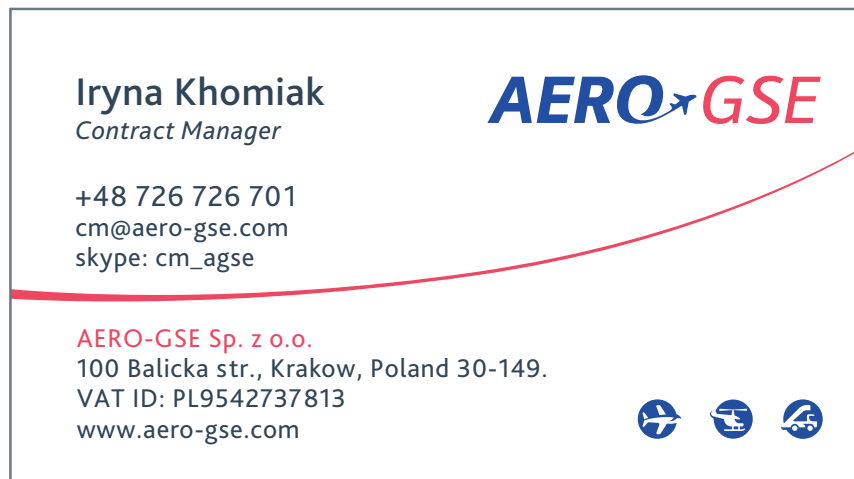 Iryna Khomiak
Contract Manager
AERO GSE
+48 726 726 701
cm@aero-gse.com
skype: cm_agse
AERO-GSE Sp. z o.o.
100 Balicka str., Krakow, Poland 30-149.
VAT ID: PL9542737813
www.aero-gse.com